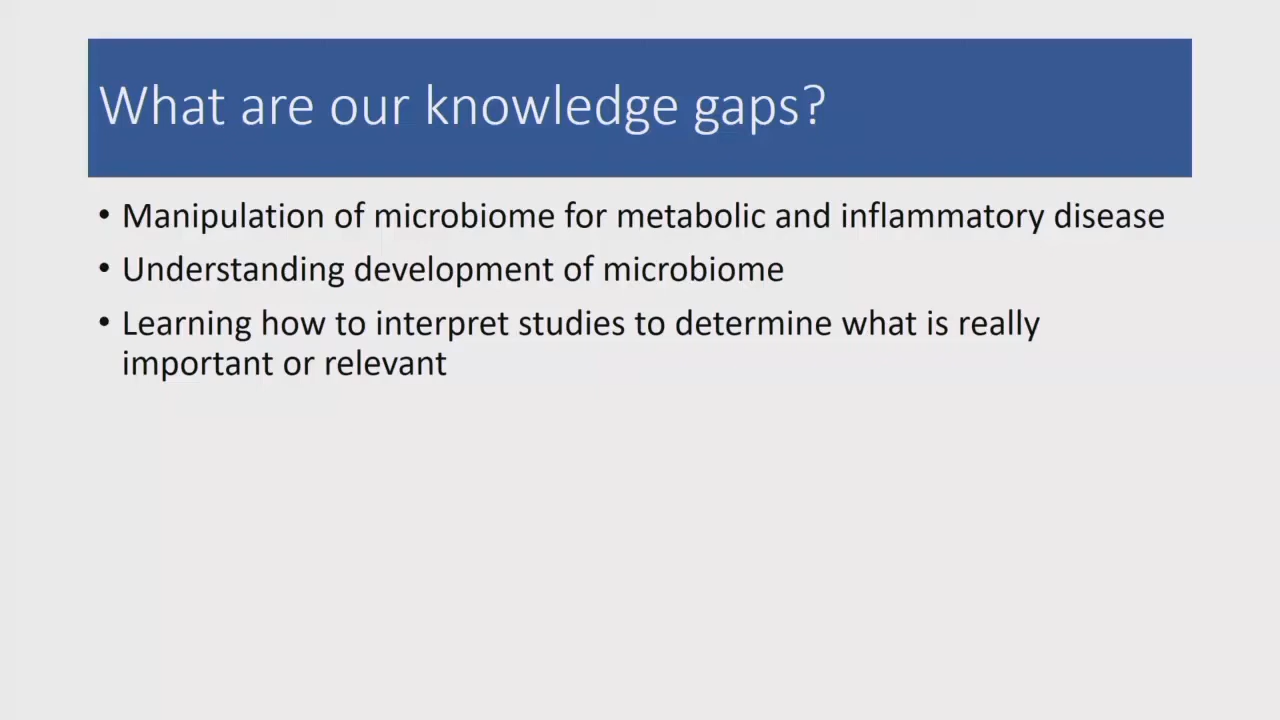 What are our knowledge gaps?
• Manipulation of microbiome for metabolic and inflammatory disease
• Understanding development of microbiome
• Learning how to interpret studies to determine what is really
important or relevant